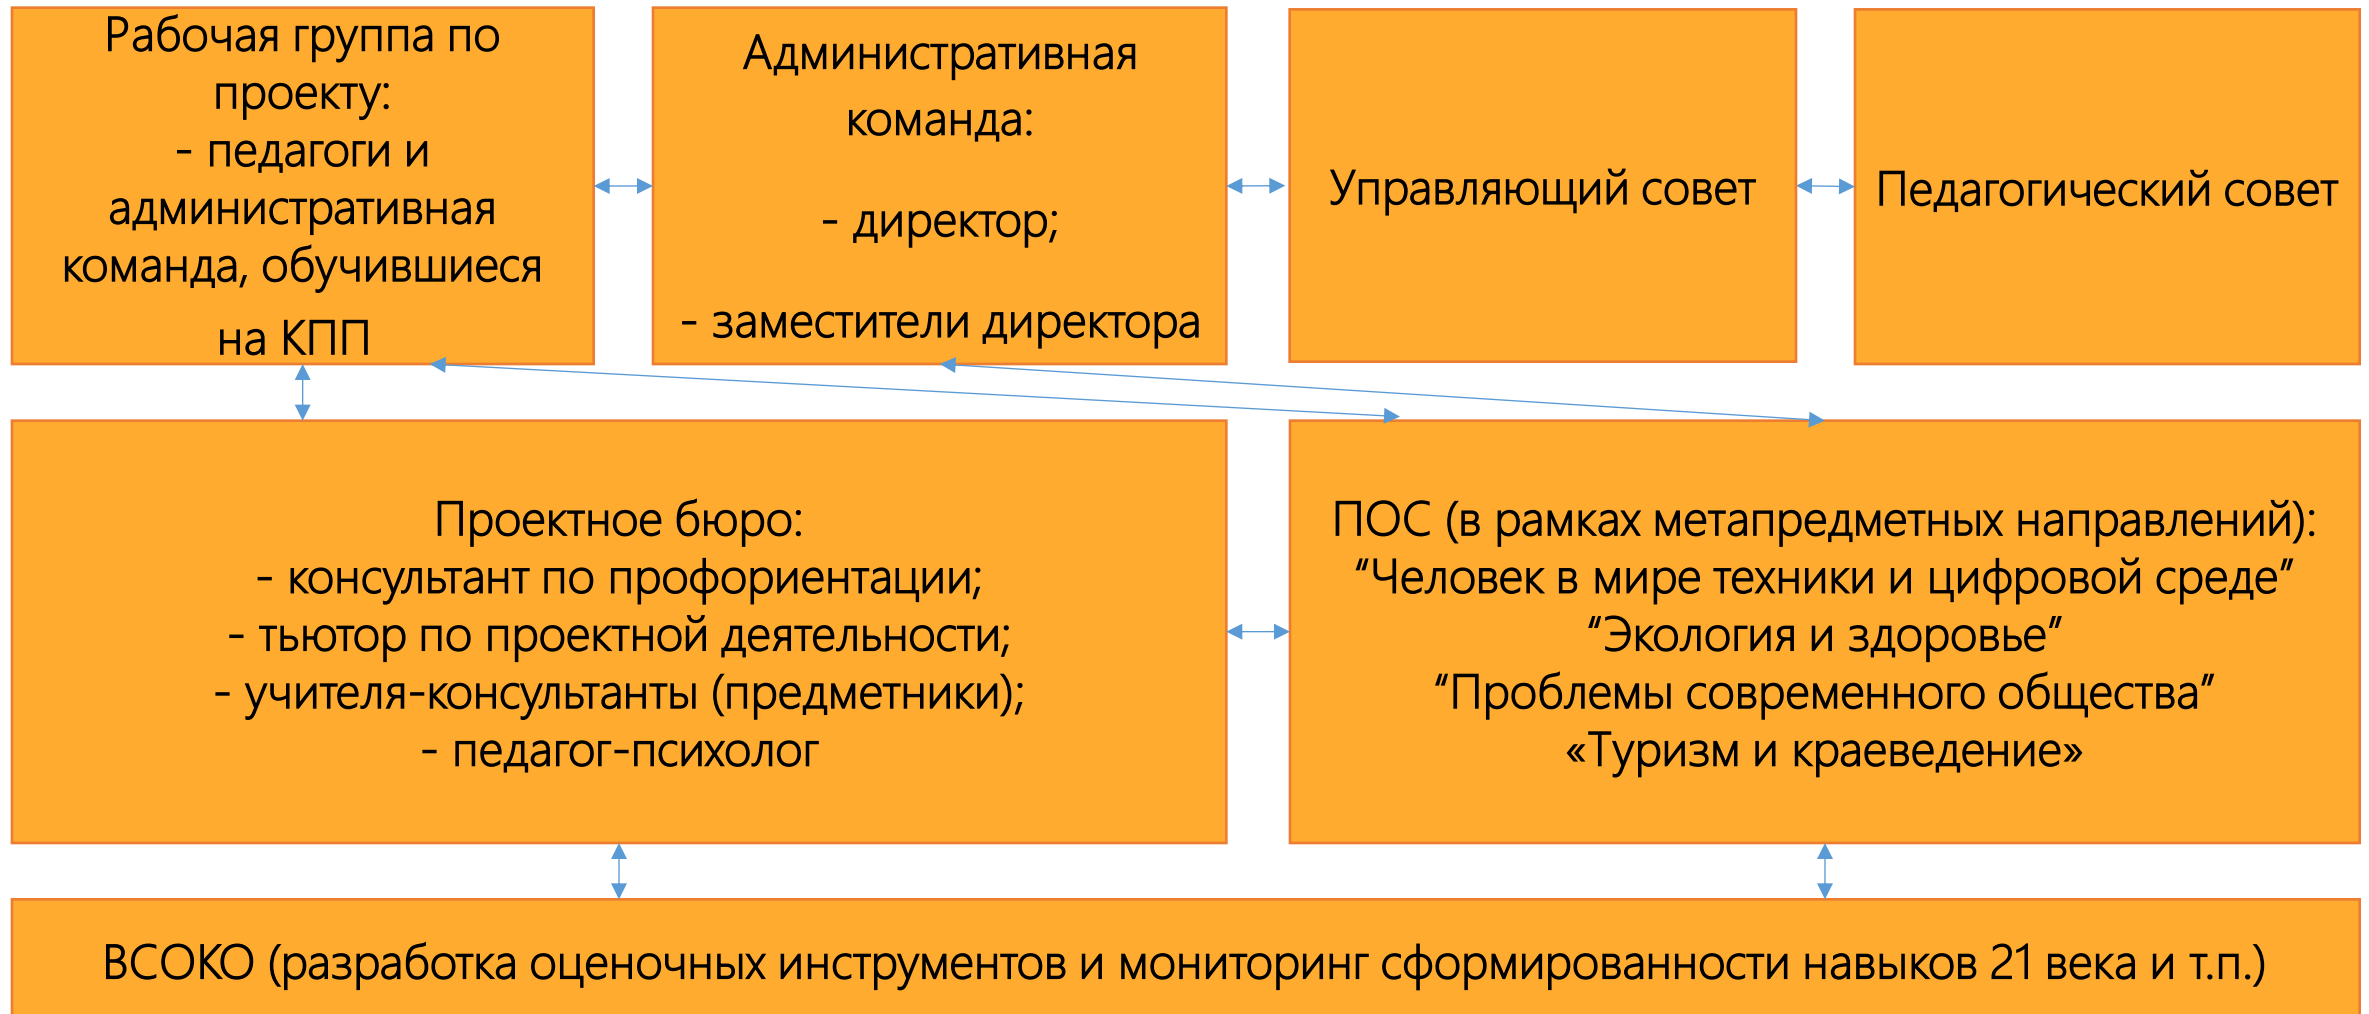 Рабочая группа по
проекту:
- педагоги и
административная
команда, обучившиеся
на КПП
Административная
команда:
- директор;
- заместители директора
Управляющий совет
Педагогический совет
Проектное бюро:
- консультант по профориентации;
- тьютор по проектной деятельности;
- учителя-консультанты (предметники);
- педагог-психолог
ПОС (в рамках метапредметных направлений):
“Человек в мире техники и цифровой среде”
“Экология и здоровье”
“Проблемы современного общества”
«Туризм и краеведение»
ВСОКО (разработка оценочных инструментов и мониторинг сформированности навыков 21 века и т.п.)